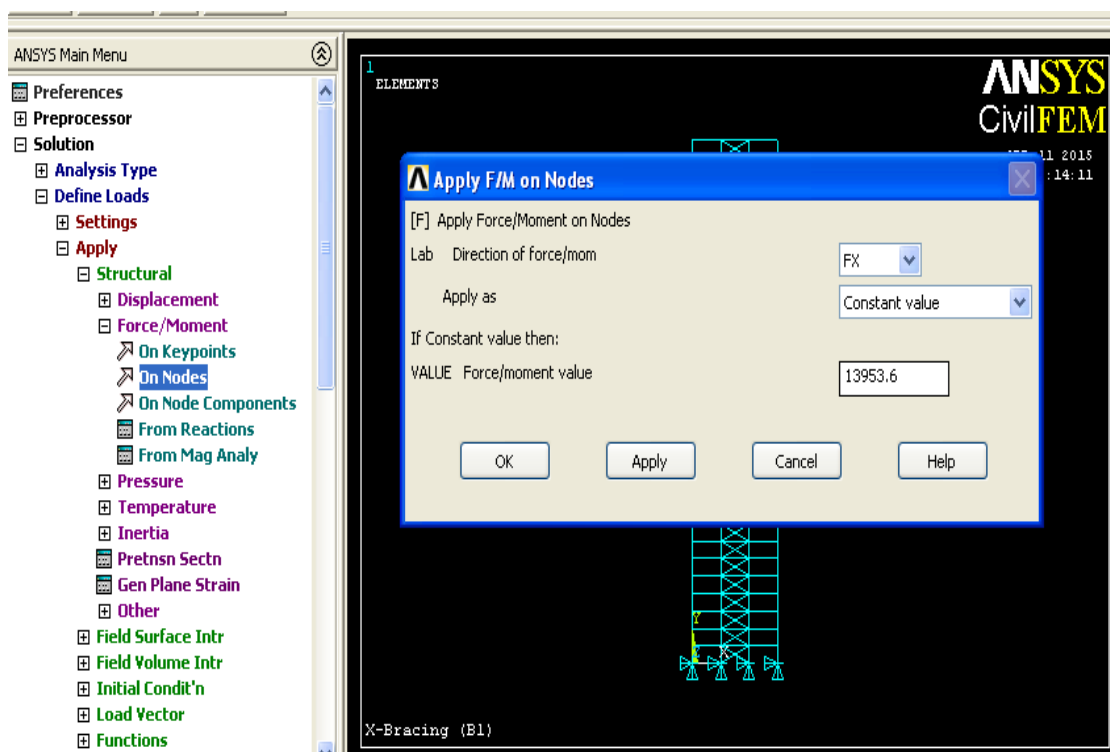 ANSYS Main Menu
Preferences
Preprocessor
Solution
Analysis Type
Define Loads
Settings
Apply
Structural
Displacement
Force/Moment
On Keypoints
On Nodes
On Node Components
From Reactions
From Mag Analy
Pressure
Temperature
Inertia
Pretnsn Sectn
Gen Plane Strain
Other
Field Surface Intr
Field Volume Intr
Initial Condit'n
Load Vector
Functions
1
ELEMENTS
ANSYS
CivilFEM
11 2015
:14:11
Apply F/M on Nodes
[F] Apply Force/Moment on Nodes
Lab Direction of force/mom
FX
Apply as
Constant value
If Constant value then:
VALUE Force/moment value
13953.6
OK
Apply
Cancel
Help
Y
X
X-Bracing (B1)